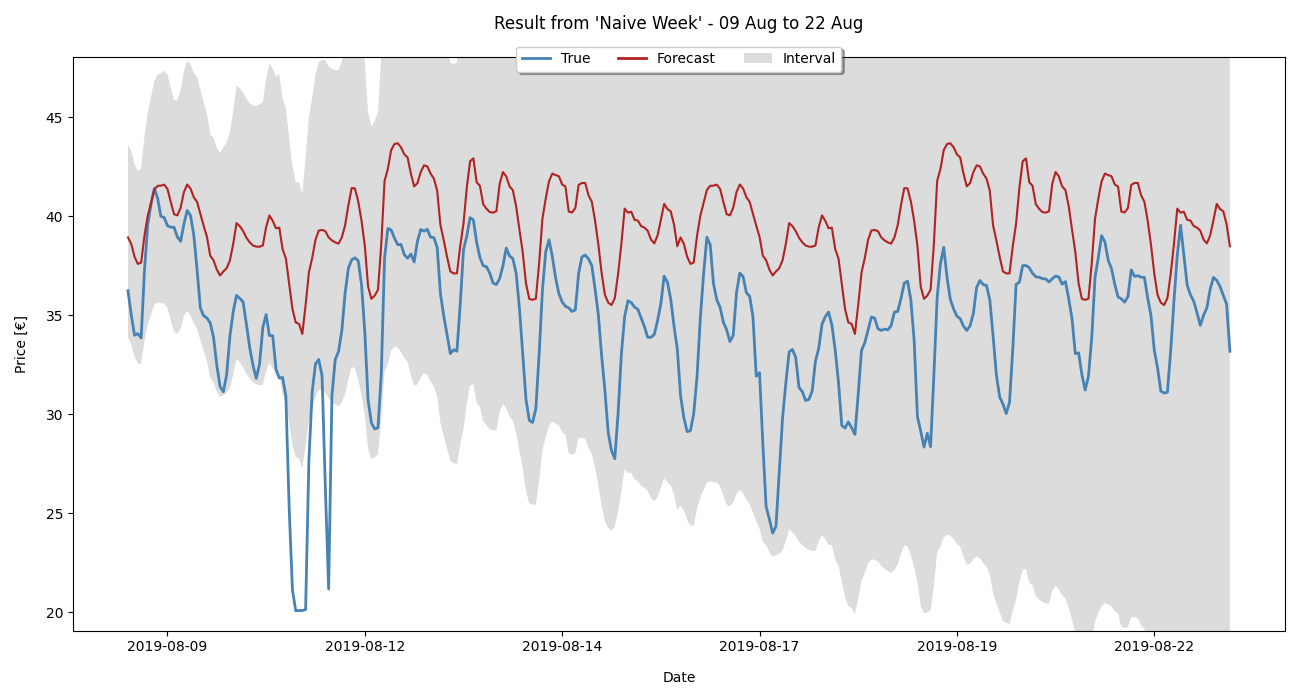 Result from 'Naive Week' - 09 Aug to 22 Aug
True Forecast Interval
Price [€]
45
40
35
30
25
20
2019-08-09 2019-08-12 2019-08-14 2019-08-17 2019-08-19 2019-08-22
Date